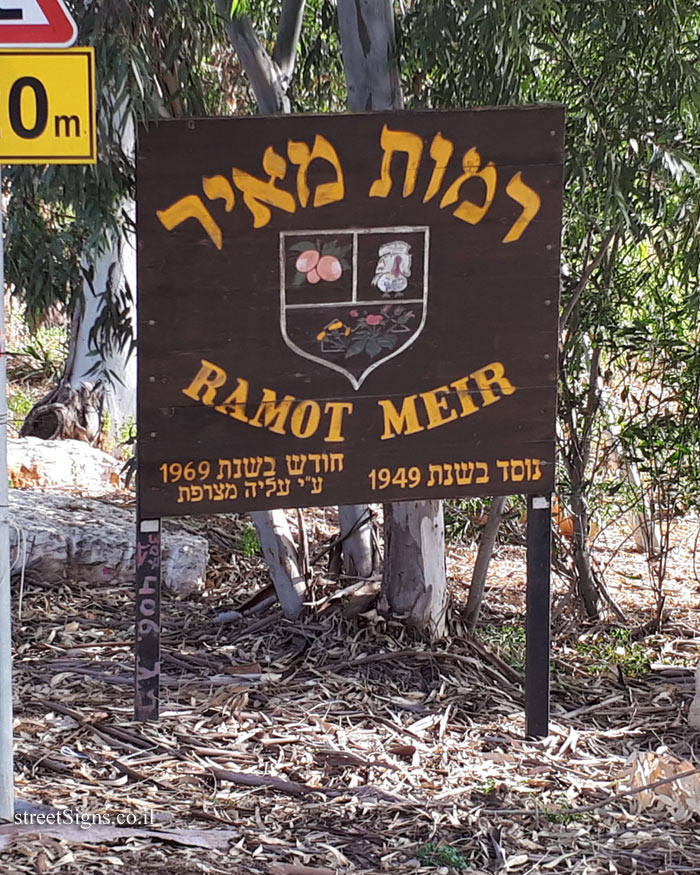 0m
רמות מאיר
RAMOT MEIR
נוסד בשנת 1949
חודש בשנת 1969
ע״י עליה מצרפת
streetSigns.co.il